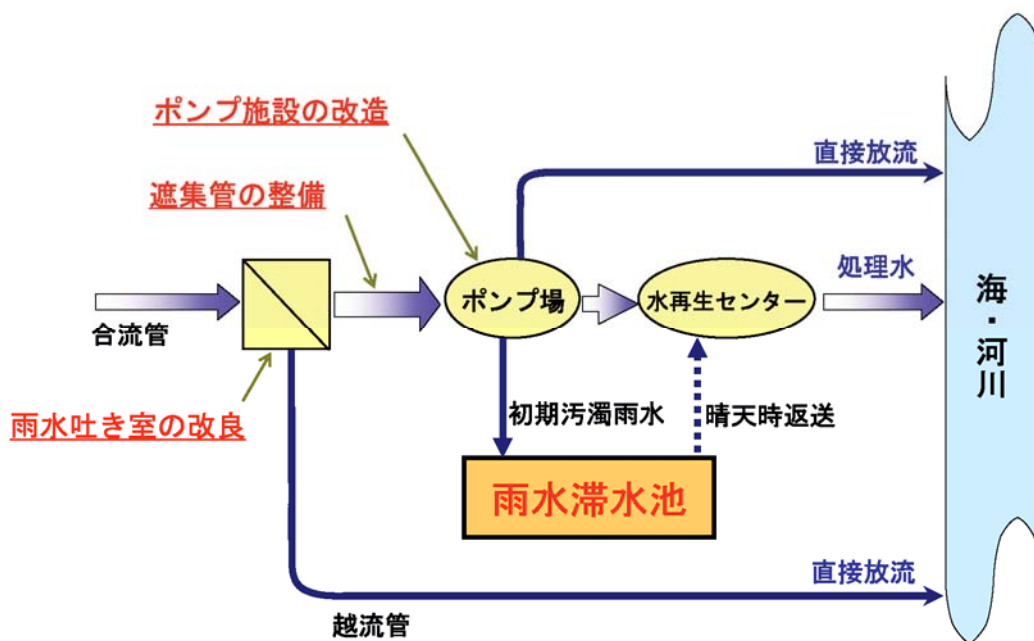 ポンプ施設の改造
直接放流
遮集管の整備
処理水
ポンプ場
水再生センター
海・河川
合流管
雨水吐き室の改良
初期汚濁雨水
晴天時返送
雨水滞水池
直接放流
越流管